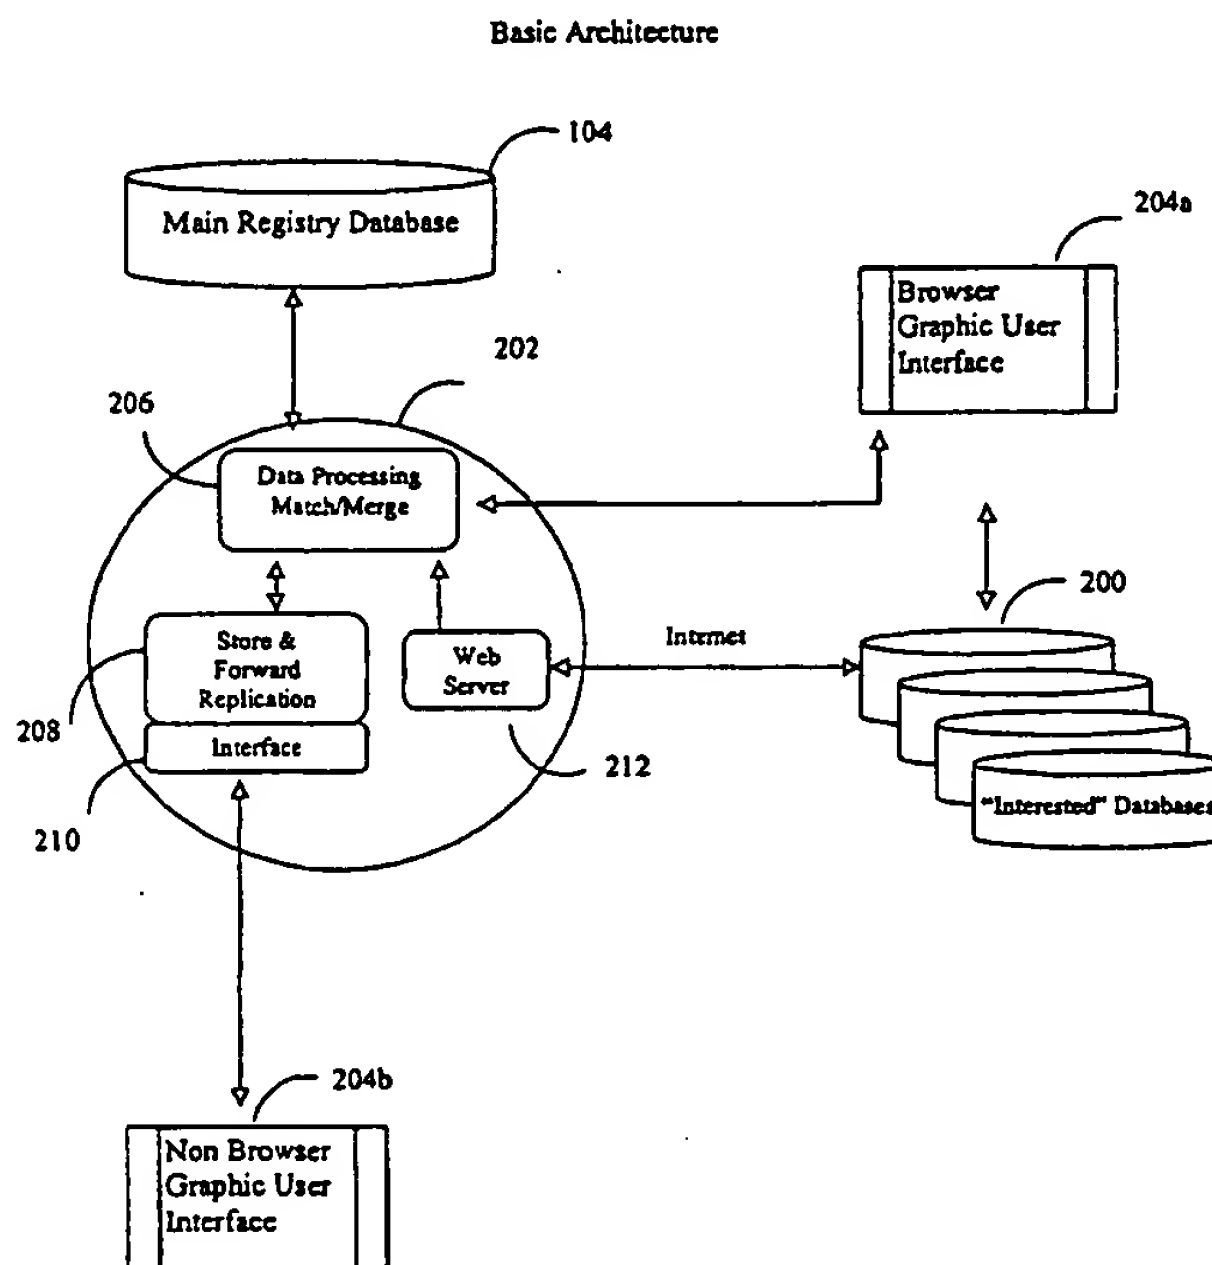 Basic Architecture
104
Main Registry Database
204a
Browser
Graphic User
Interface
202
206
Data Processing
Match/Merge
200
Store &
Forward
Replication
Web
Server
Internet
208
Interface
212
"Interested" Databases
210
204b
Non Browser
Graphic User
Interface